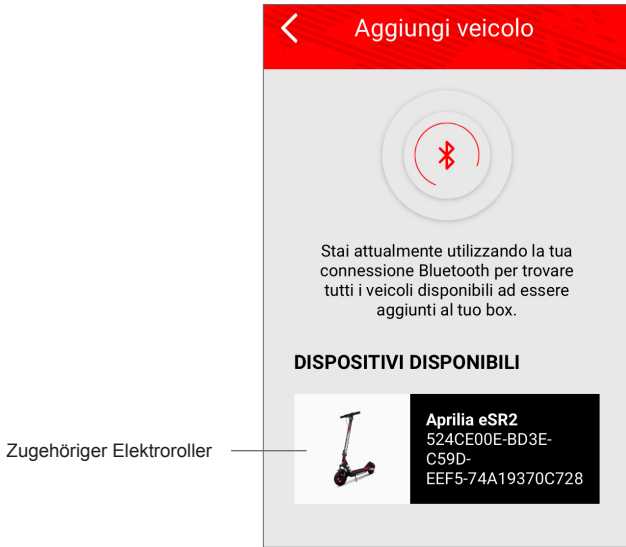 Aggiungi veicolo
Stai attualmente utilizzando la tua
connessione Bluetooth per trovare
tutti i veicoli disponibili ad essere
aggiunti al tuo box.
DISPOSITIVI DISPONIBILI
Zugehöriger Elektroroller
Aprilia eSR2
524CE00E-BD3E-
C59D-
EEF5-74A19370C728